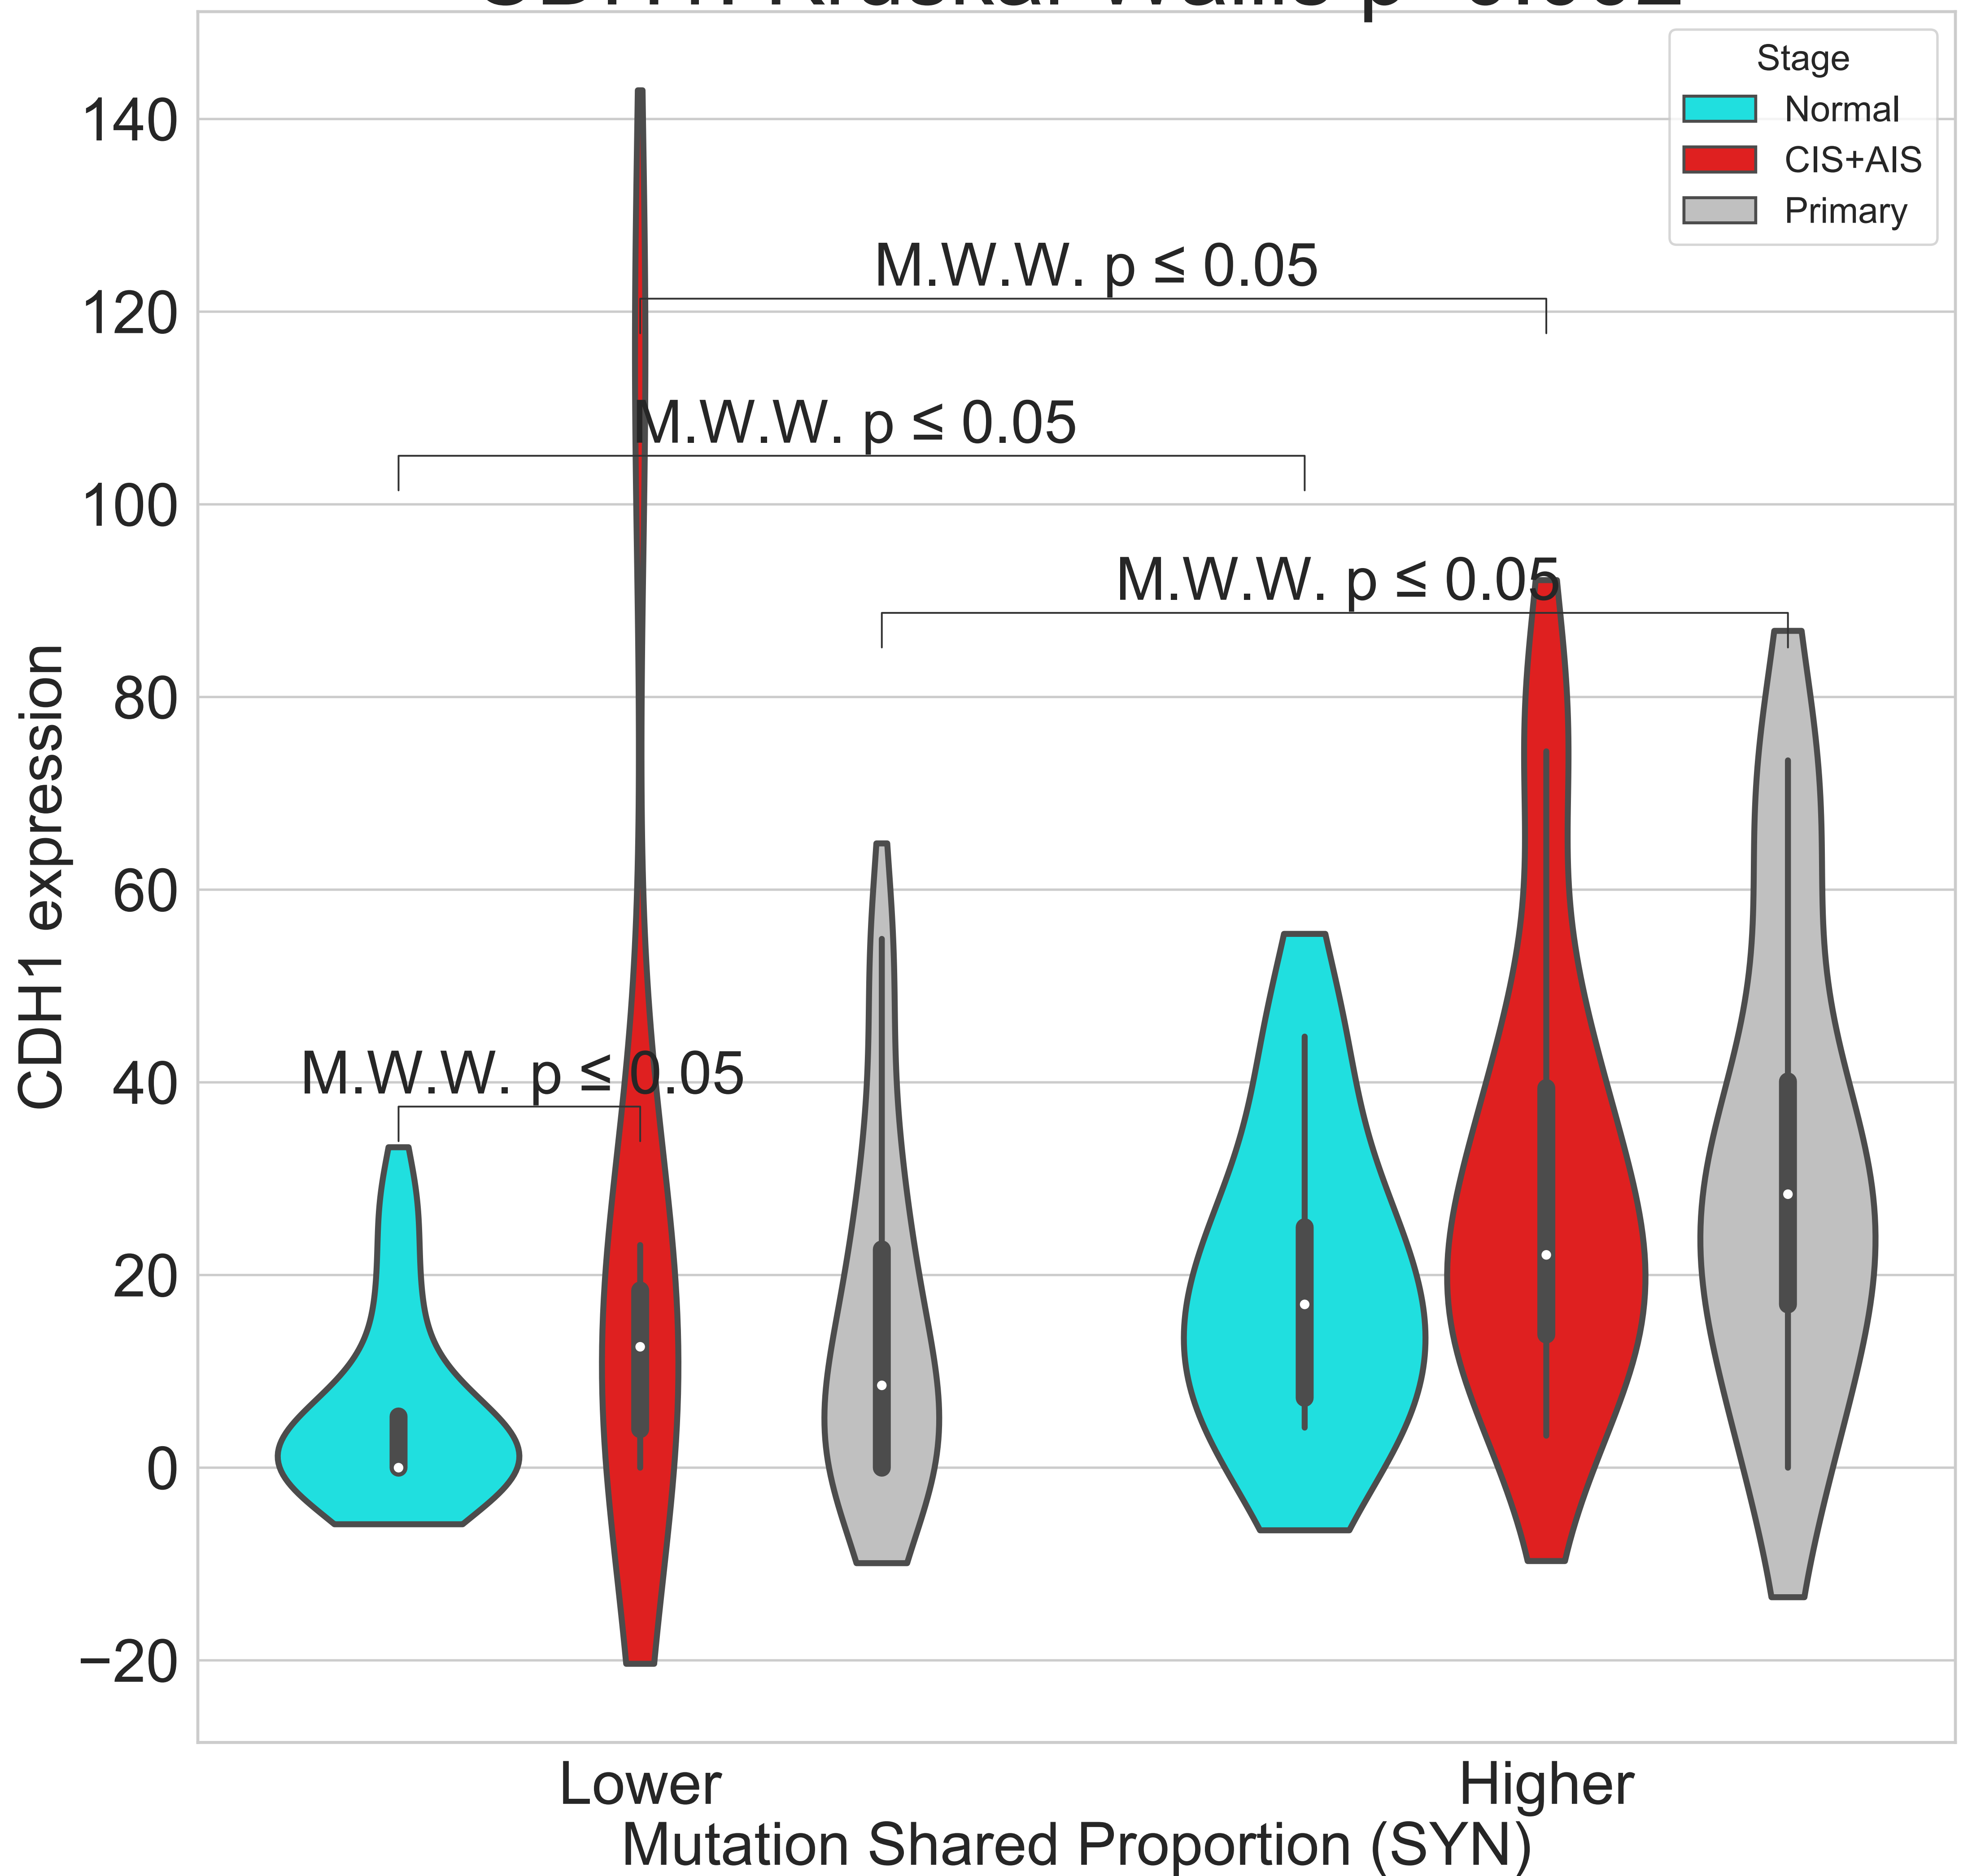 Stage
Normal
CIS+AIS
Primary
140
120
100
80
60
40
20
0
−20
CDH1 expression
M.W.W. p ≤ 0.05
M.W.W. p ≤ 0.05
M.W.W. p ≤ 0.05
M.W.W. p ≤ 0.05
Lower
Higher
Mutation Shared Proportion (SYN)